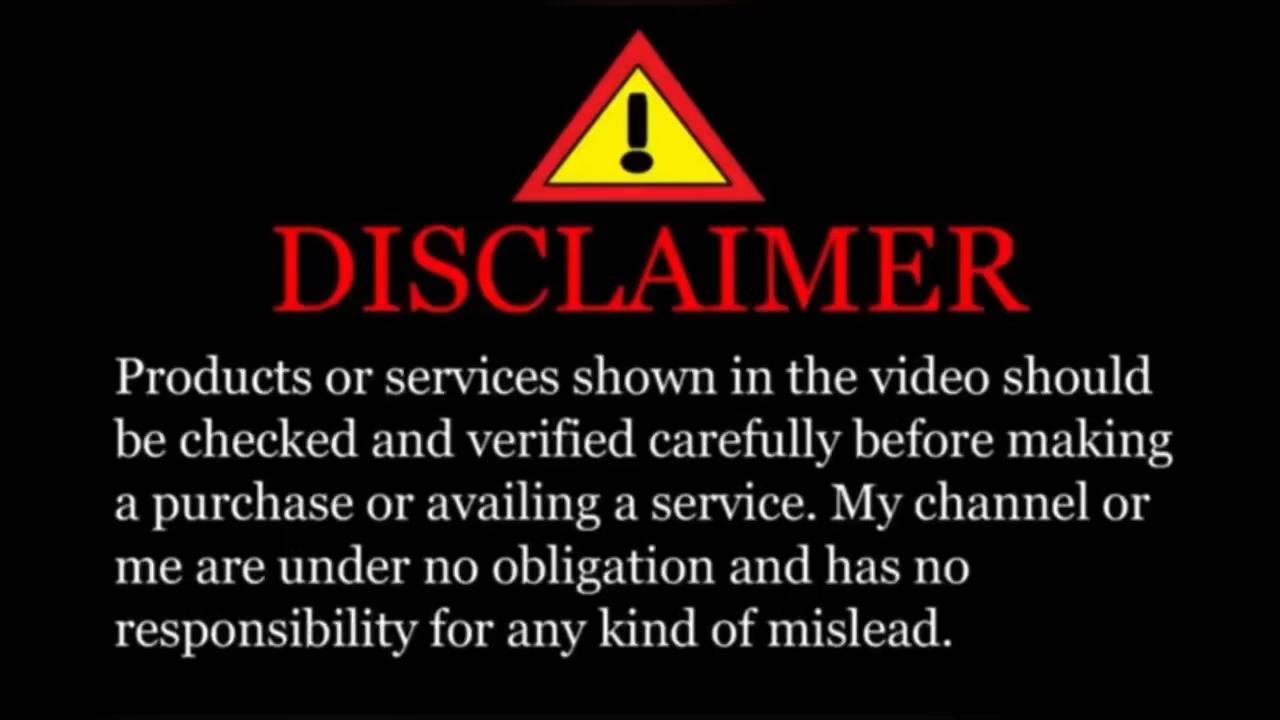 DISCLAIMER
Products or services shown in the video should
be checked and verified carefully before making
a purchase or availing a service. My channel or
me are under no obligation and has no
responsibility for any kind of mislead.